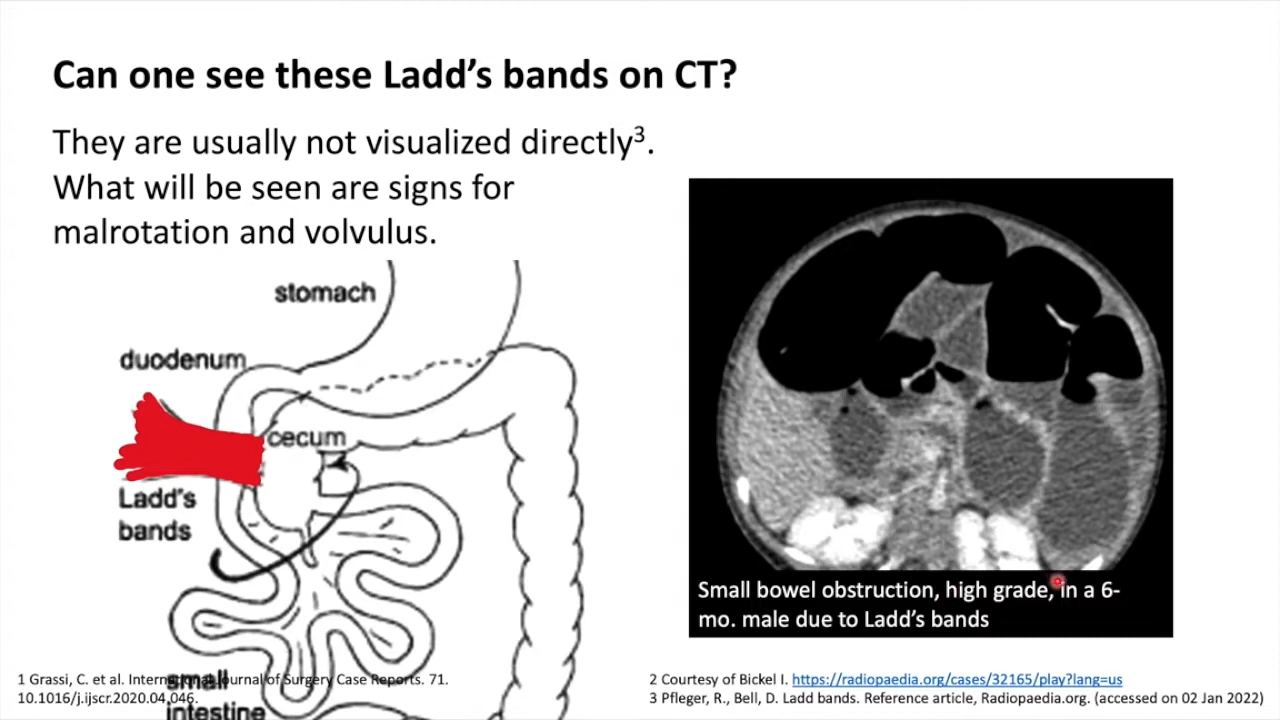 Can one see these Ladd’s bands on CT?
They are usually not visualized directly³.
What will be seen are signs for
malrotation and volvulus.
stomach
duodenum
cecum
Ladd's
bands
small
intestine
Small bowel obstruction, high grade, in a 6-
mo. male due to Ladd’s bands
1 Grassi, C. et al. International Journal of Surgery Case Reports. 71.
10.1016/j.ijscr.2020.04.046.
2 Courtesy of Bickel I. https://radiopaedia.org/cases/32165/play?lang=us
3 Pfleger, R., Bell, D. Ladd bands. Reference article, Radiopaedia.org. (accessed on 02 Jan 2022)